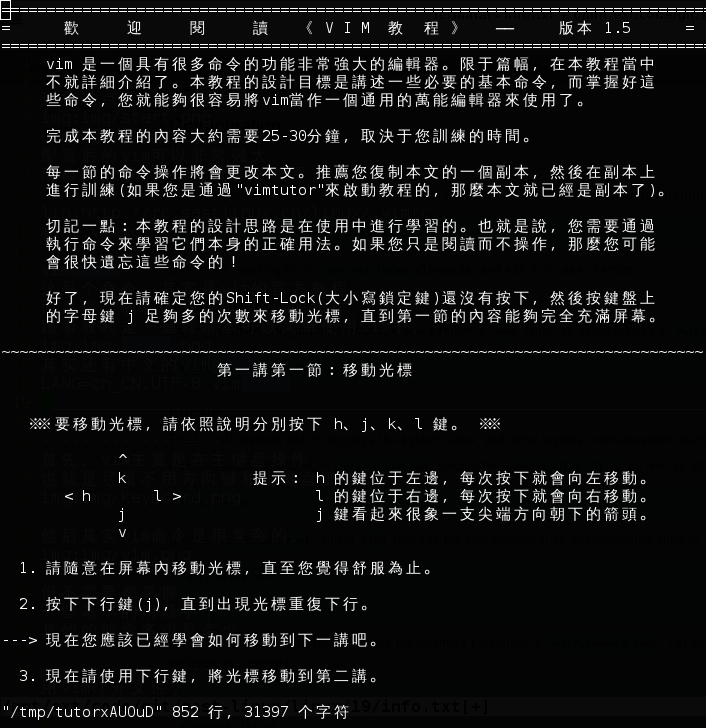 ===============================================================================
=      歡     迎     閱     讀   《 V I M  教  程 》   ──     版本 1.5      =
===============================================================================
vim 是一個具有很多命令的功能非常強大的編輯器。限于篇幅, 在本教程當中
不就詳細介紹了。本教程的設計目標是講述一些必要的基本命令, 而掌握好這
些命令, 您就能夠很容易將vim當作一個通用的萬能編輯器來使用了。
完成本教程的內容大約需要25-30分鐘, 取決于您訓練的時間。
每一節的命令操作將會更改本文。推薦您復制本文的一個副本, 然後在副本上
進行訓練(如果您是通過"vimtutor"來啟動教程的, 那麼本文就已經是副本了)。
切記一點﹕本教程的設計思路是在使用中進行學習的。也就是說, 您需要通過
執行命令來學習它們本身的正確用法。如果您只是閱讀而不操作, 那麼您可能
會很快遺忘這些命令的﹗
好了, 現在請確定您的Shift-Lock(大小寫鎖定鍵)還沒有按下, 然後按鍵盤上
的字母鍵 j 足夠多的次數來移動光標, 直到第一節的內容能夠完全充滿屏幕。
~~~~~~~~~~~~~~~~~~~~~~~~~~~~~~~~~~~~~~~~~~~~~~~~~~~~~~~~~~~~~~~~~~~~~~~~~~~~~~~
第一講第一節﹕移動光標
※※ 要移動光標, 請依照說明分別按下 h、j、k、l 鍵。 ※※
^
k              提示﹕ h 的鍵位于左邊, 每次按下就會向左移動。
< h       l >               l 的鍵位于右邊, 每次按下就會向右移動。
j                     j 鍵看起來很象一支尖端方向朝下的箭頭。
v
1. 請隨意在屏幕內移動光標, 直至您覺得舒服為止。
2. 按下下行鍵(j), 直到出現光標重復下行。
---> 現在您應該已經學會如何移動到下一講吧。
3. 現在請使用下行鍵, 將光標移動到第二講。
"/tmp/tutorxAUOuD" 852 行, 31397 个字符